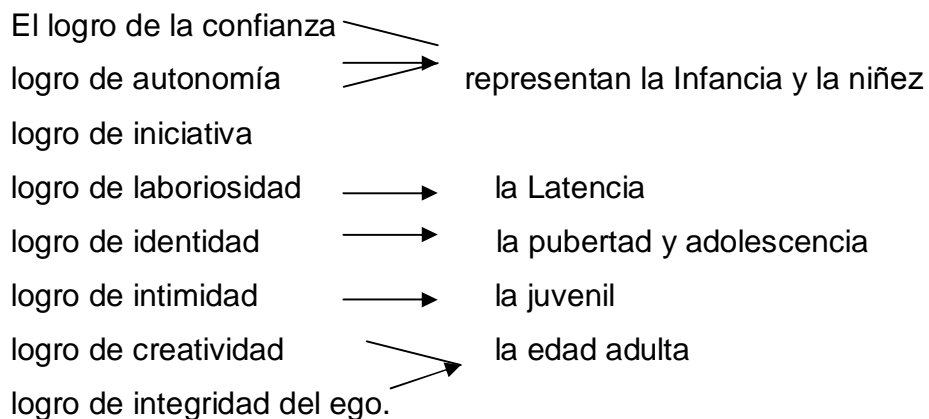 El logro de la confianza
logro de autonomía representan la Infancia y la niñez
logro de iniciativa
logro de laboriosidad la Latencia
logro de identidad la pubertad y adolescencia
logro de intimidad la juvenil
logro de creatividad la edad adulta
logro de integridad del ego.